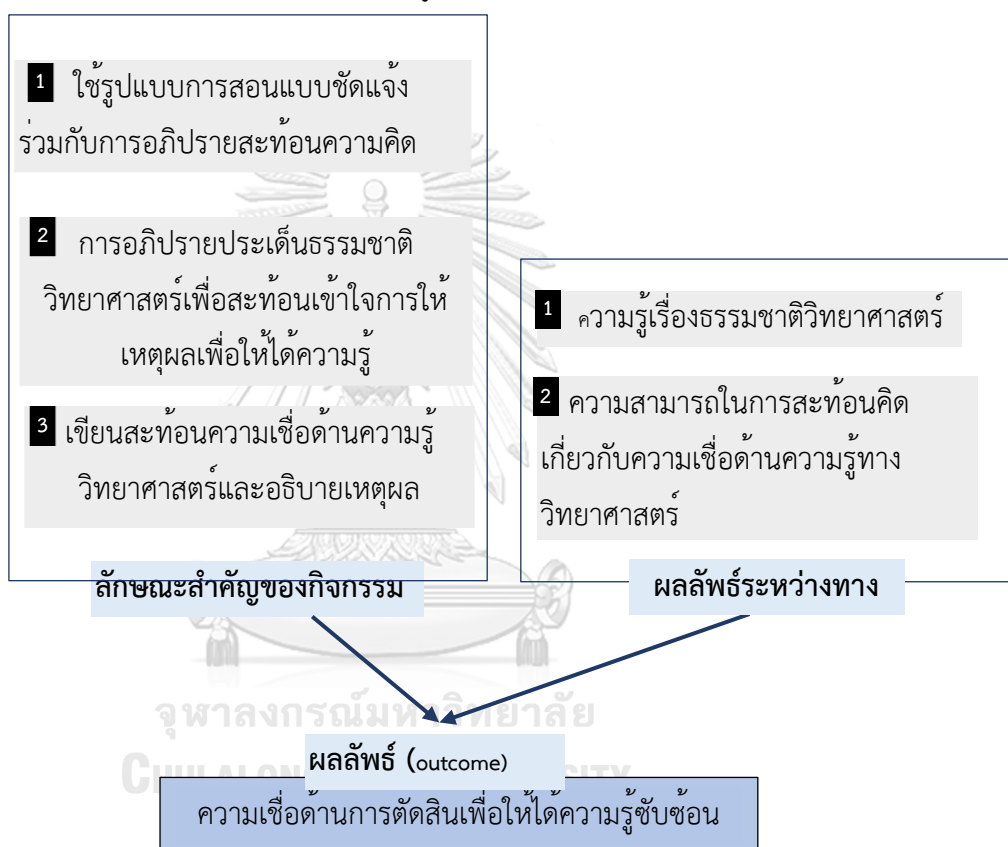 1 ใช้รูปแบบการสอนแบบชัดแจ้ง
ร่วมกับการอภิปรายสะท้อนความคิด
2 การอภิปรายประเด็นธรรมชาติ
วิทยาศาสตร์เพื่อสะท้อนเข้าใจการให้
เหตุผลเพื่อให้ได้ความรู้
3 เขียนสะท้อนความเชื่อด้านความรู้
วิทยาศาสตร์และอธิบายเหตุผล
ลักษณะสำคัญของกิจกรรม
1 ความรู้เรื่องธรรมชาติวิทยาศาสตร์
2 ความสามารถในการสะท้อนคิด
เกี่ยวกับความเชื่อด้านความรู้ทาง
วิทยาศาสตร์
ผลลัพธ์ระหว่างทาง
จุฬาลงกรณ์มหาวิทยาลัย
ผลลัพธ์ (outcome)
ความเชื่อด้านการตัดสินเพื่อให้ได้ความรู้ซับซ้อน